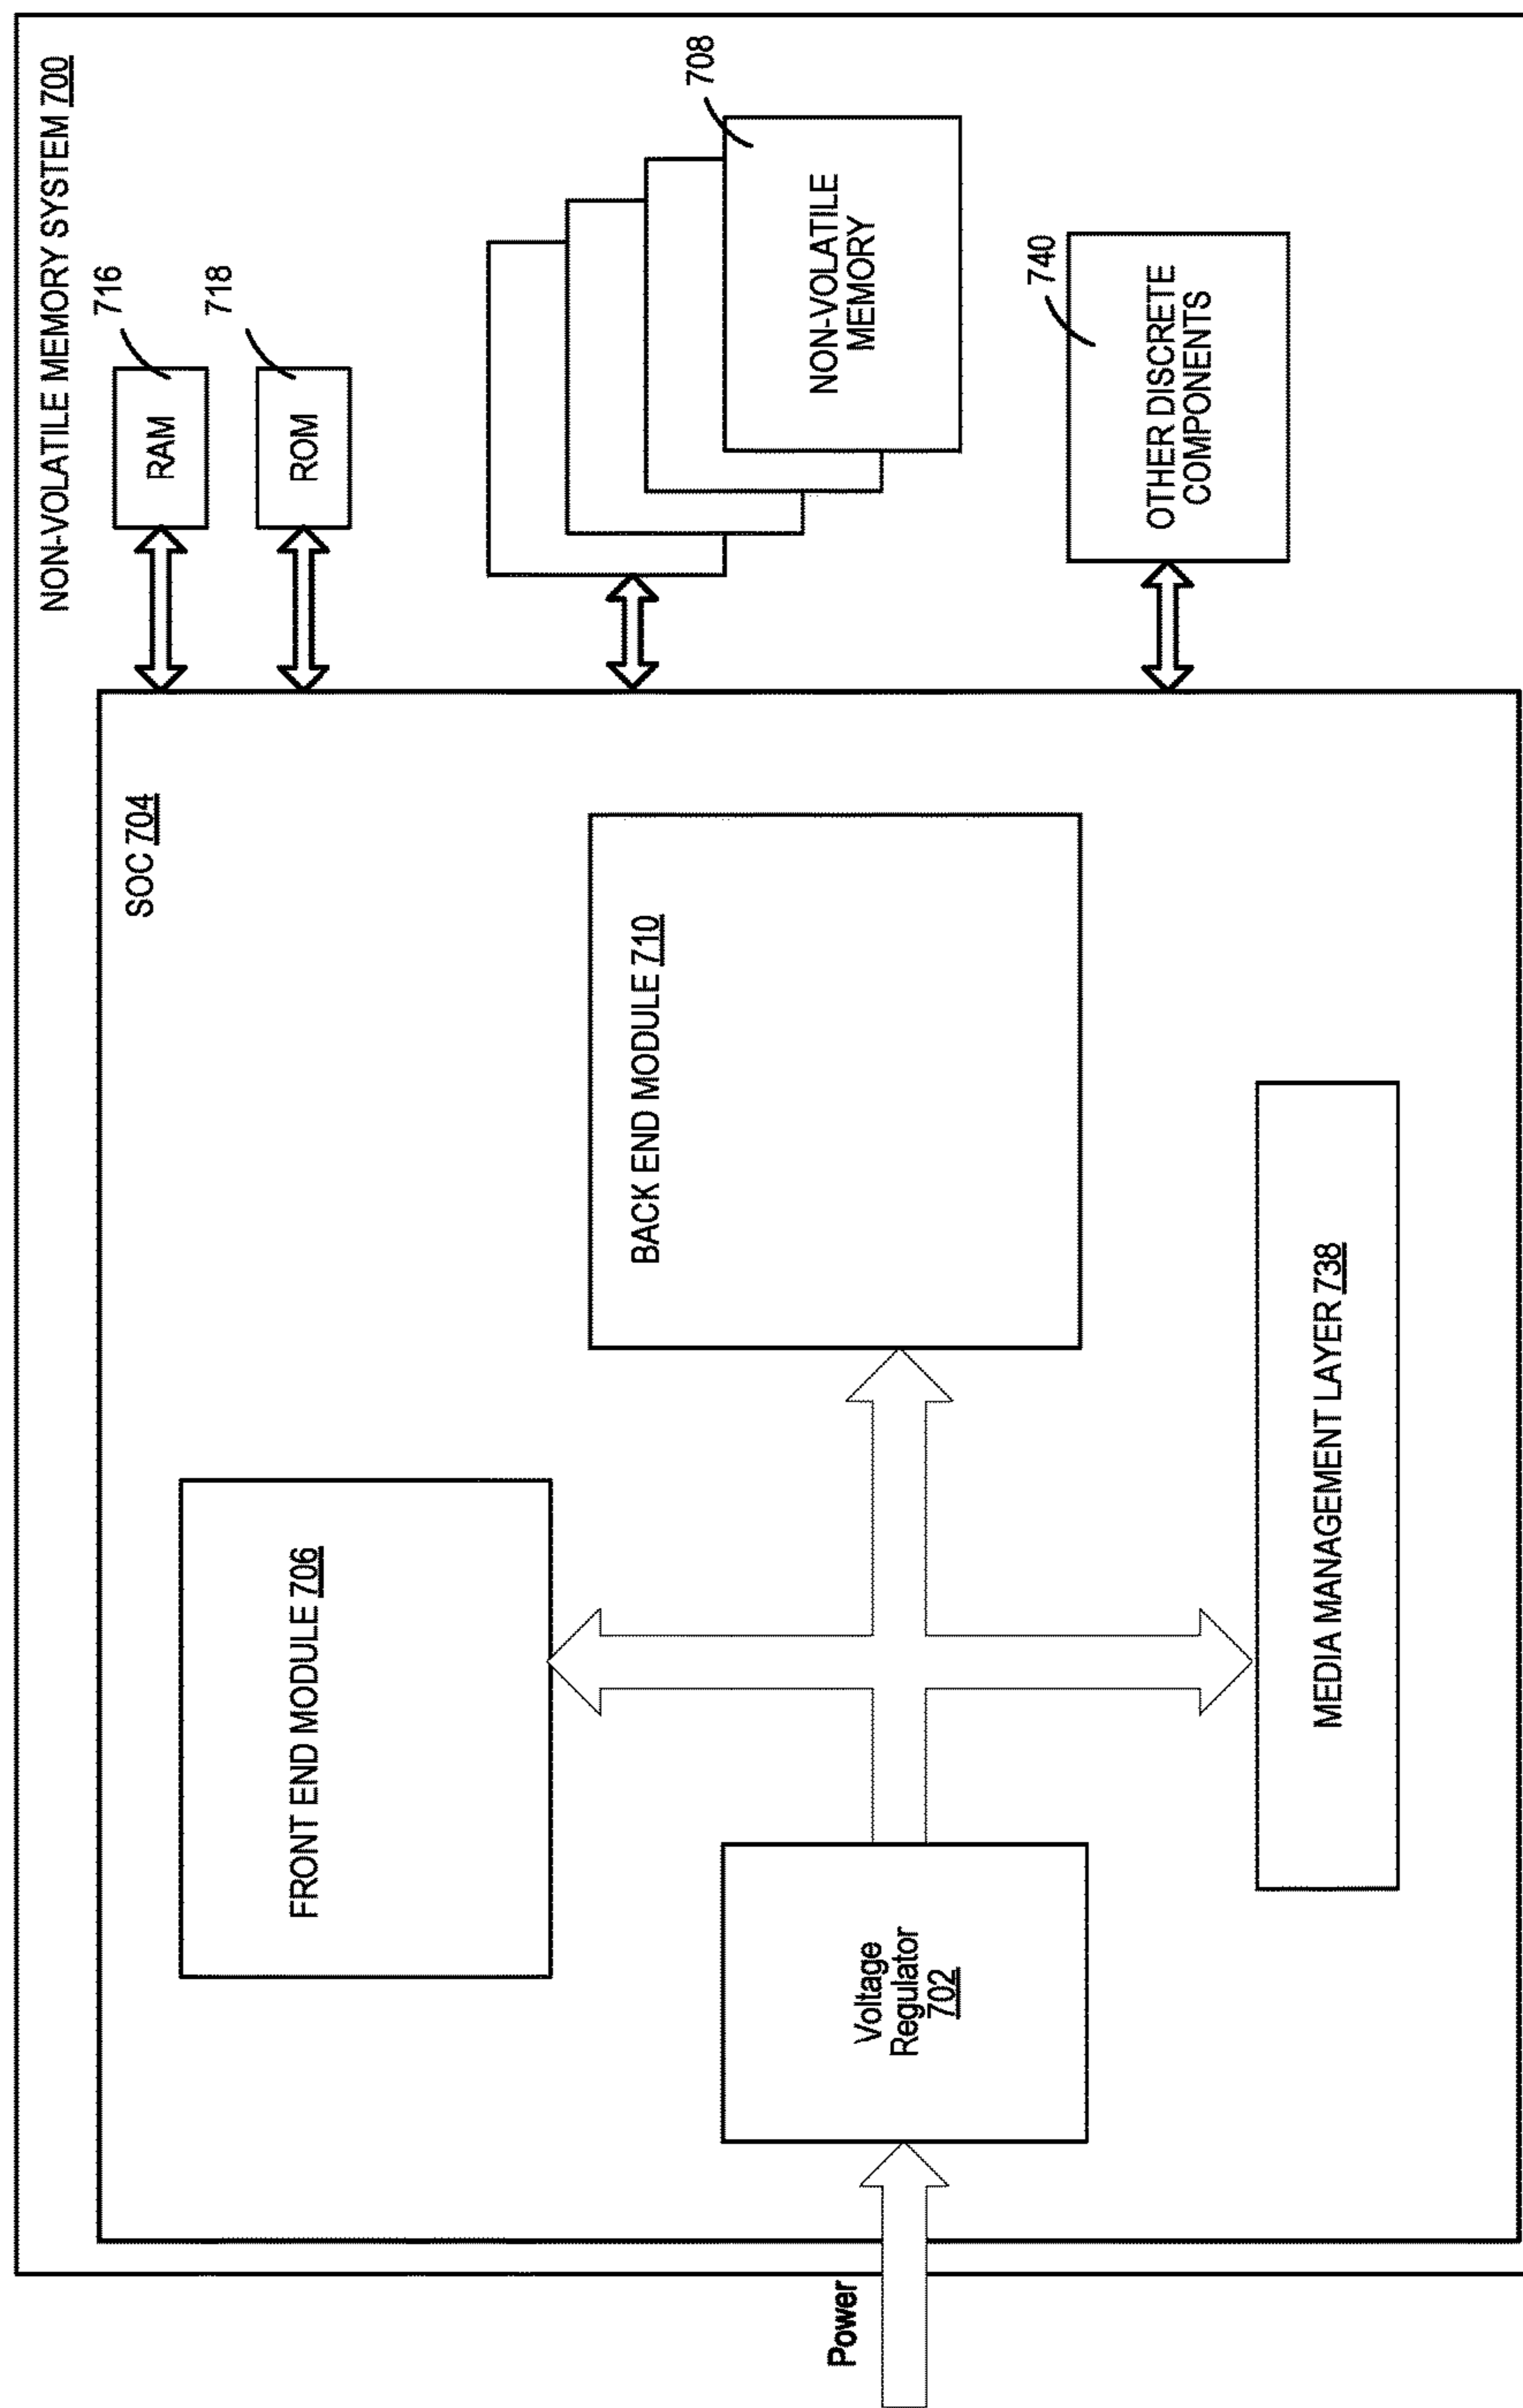 NON-VOLATILE MEMORY SYSTEM 700
SOC 704
716
RAM
718
ROM
FRONT END MODULE 706
BACK END MODULE 710
708
NON-VOLATILE
MEMORY
Power
Voltage
Regulator
702
MEDIA MANAGEMENT LAYER 738
740
OTHER DISCRETE
COMPONENTS